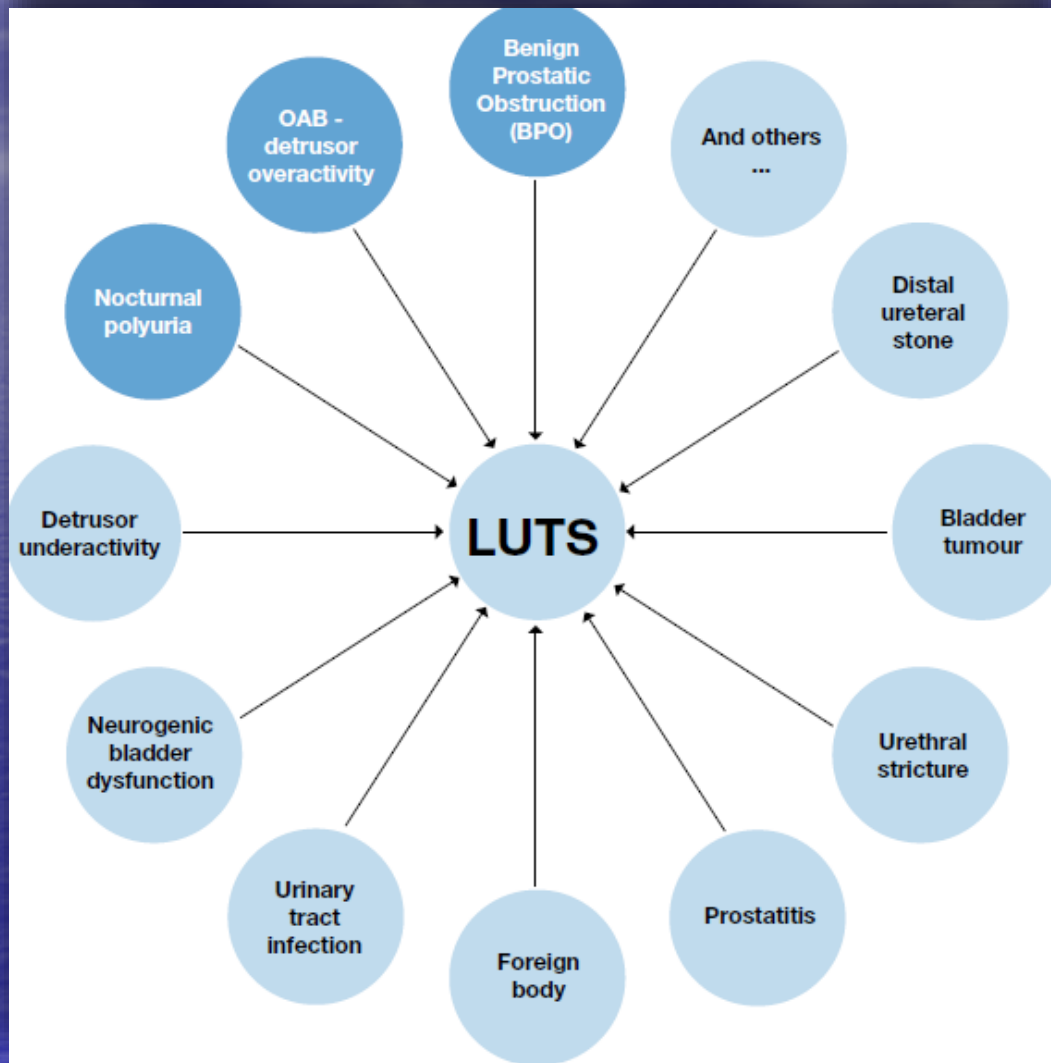 Benign
Prostatic
Obstruction
(BPO)
And others
...
Distal
ureteral
stone
Bladder
tumour
Urethral
stricture
Prostatitis
Foreign
body
Urinary
tract
infection
Neurogenic
bladder
dysfunction
Detrusor
underactivity
Nocturnal
polyuria
OAB -
detrusor
overactivity
LUTS